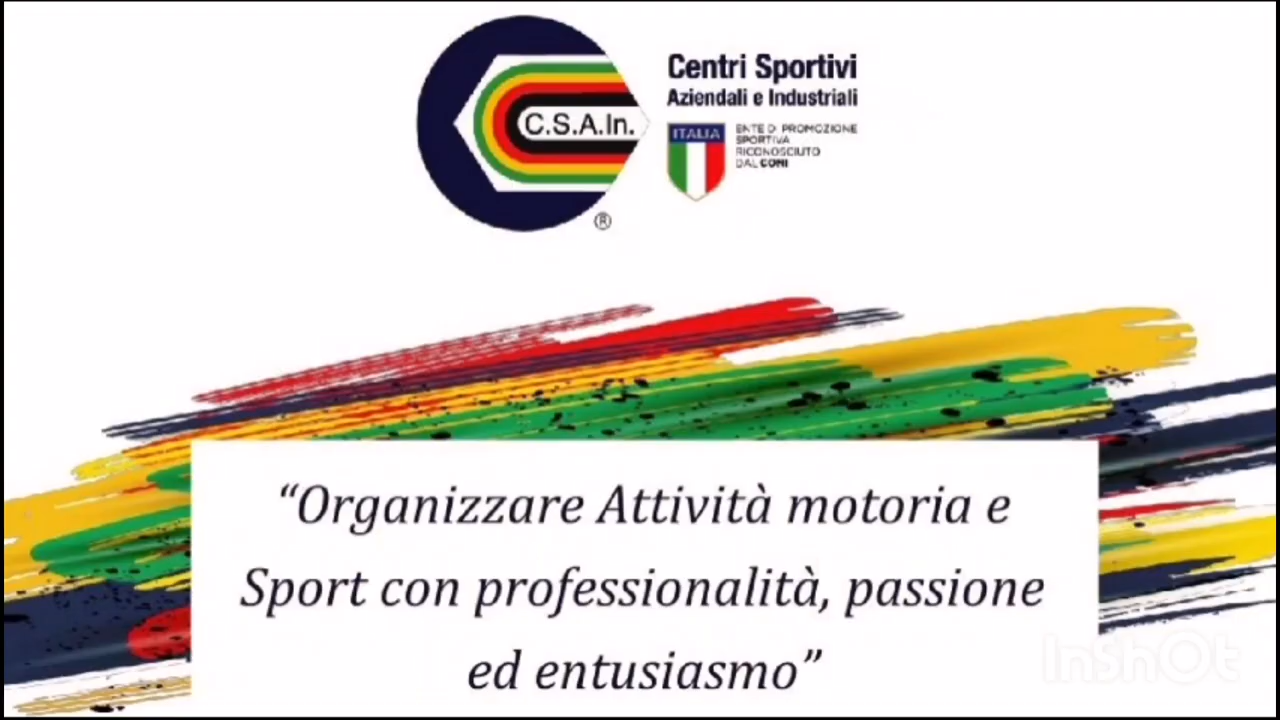 C.S.A.In.
®
Centri Sportivi
Aziendali e Industriali
ITALIA
ENTE DI PROMOZIONE
SPORTIVA
RICONOSCIUTO
DAL CONI
“Organizzare Attività motoria e
Sport con professionalità, passione
ed entusiasmo”
InShOt